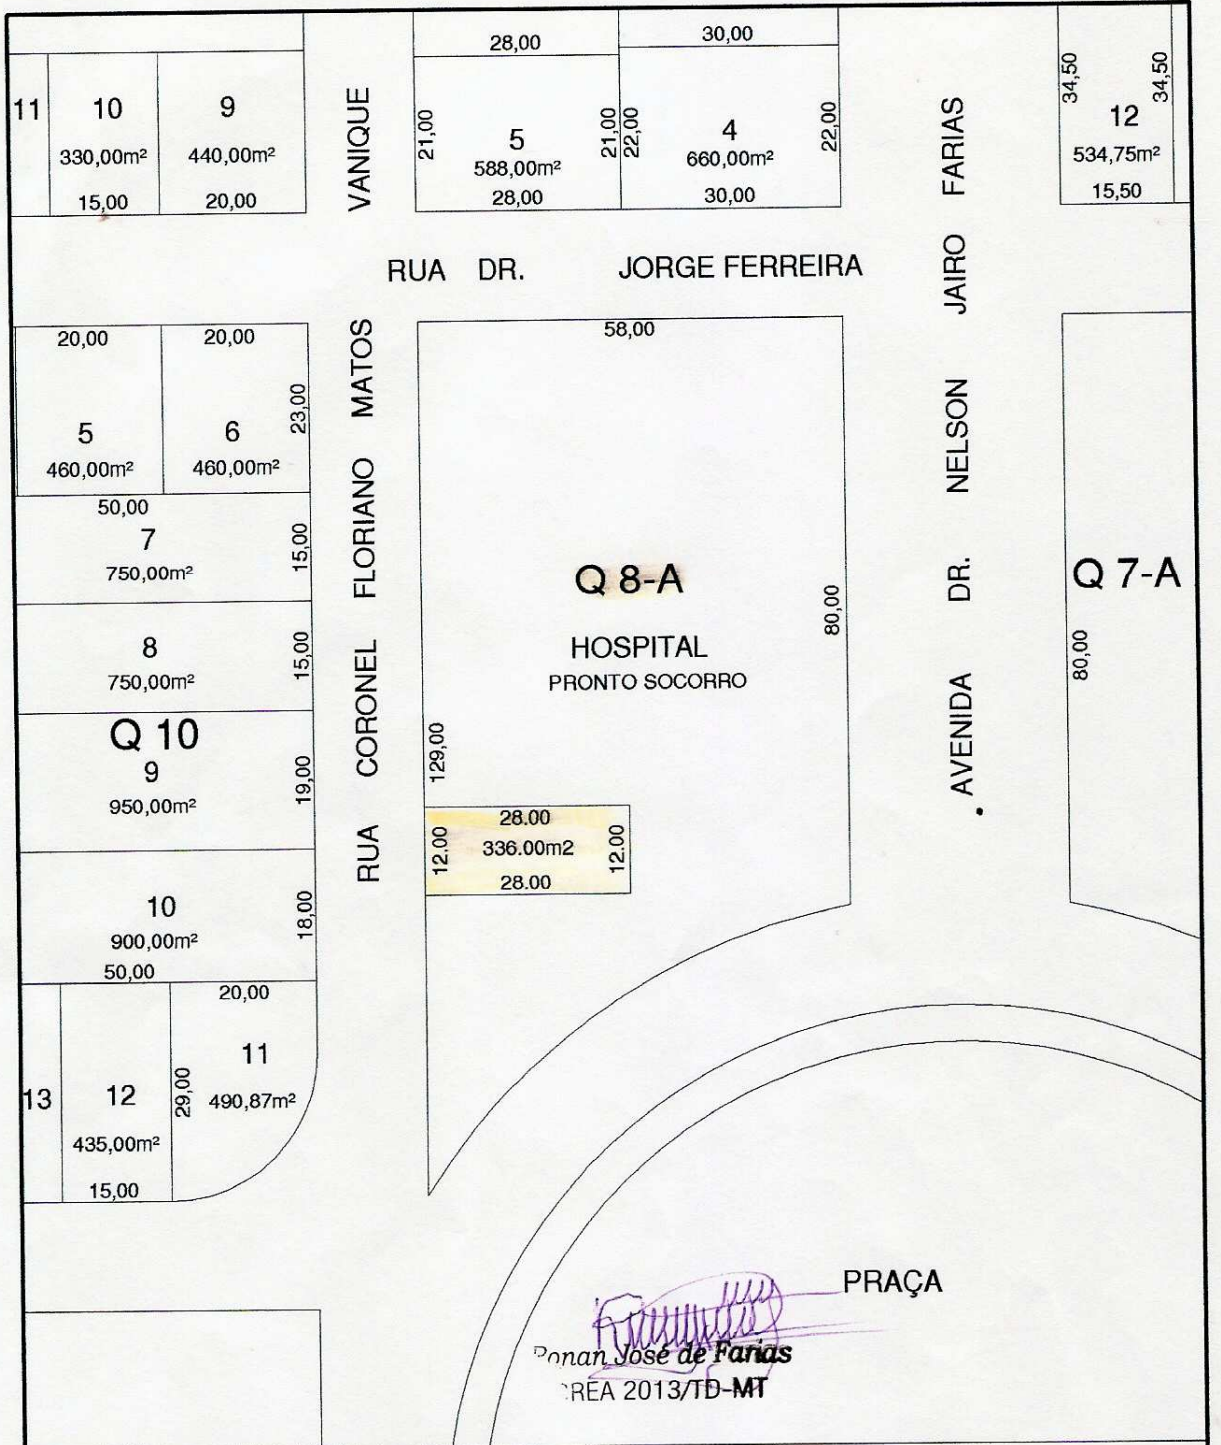 28,00
30,00
11
10
330,00m²
15,00
9
440,00m²
20,00
VANIQUE
21,00
5
588,00m²
28,00
21,00
22,00
4
660,00m²
30,00
22,00
FARIAS
34,50
34,50
12
534,75m²
15,50
RUA DR. JORGE FERREIRA
JAIRO
20,00
5
460,00m²
20,00
6
460,00m²
23,00
MATOS
58,00
50,00
7
750,00m²
15,00
FLORIANO
NELSON
Q 8-A
HOSPITAL
PRONTO SOCORRO
80,00
DR.
Q 7-A
80,00
8
750,00m²
15,00
CORONEL
AVENIDA
Q 10
9
950,00m²
19,00
129,00
RUA
28.00
12.00
336.00m2
12.00
28.00
10
900,00m²
50,00
18,00
20,00
11
490,87m²
13
12
435,00m²
15,00
29,00
PRAÇA
José de Farias
CREA 2013/TD-MT